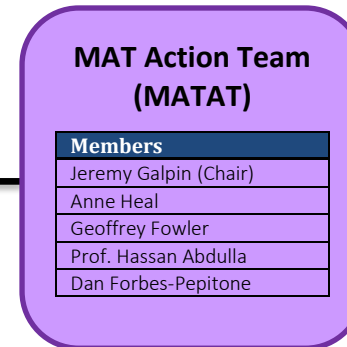 MAT Action Team
(MATAT)
Members
Jeremy Galpin (Chair)
Anne Heal
Geoffrey Fowler
Prof. Hassan Abdulla
Dan Forbes-Pepitone